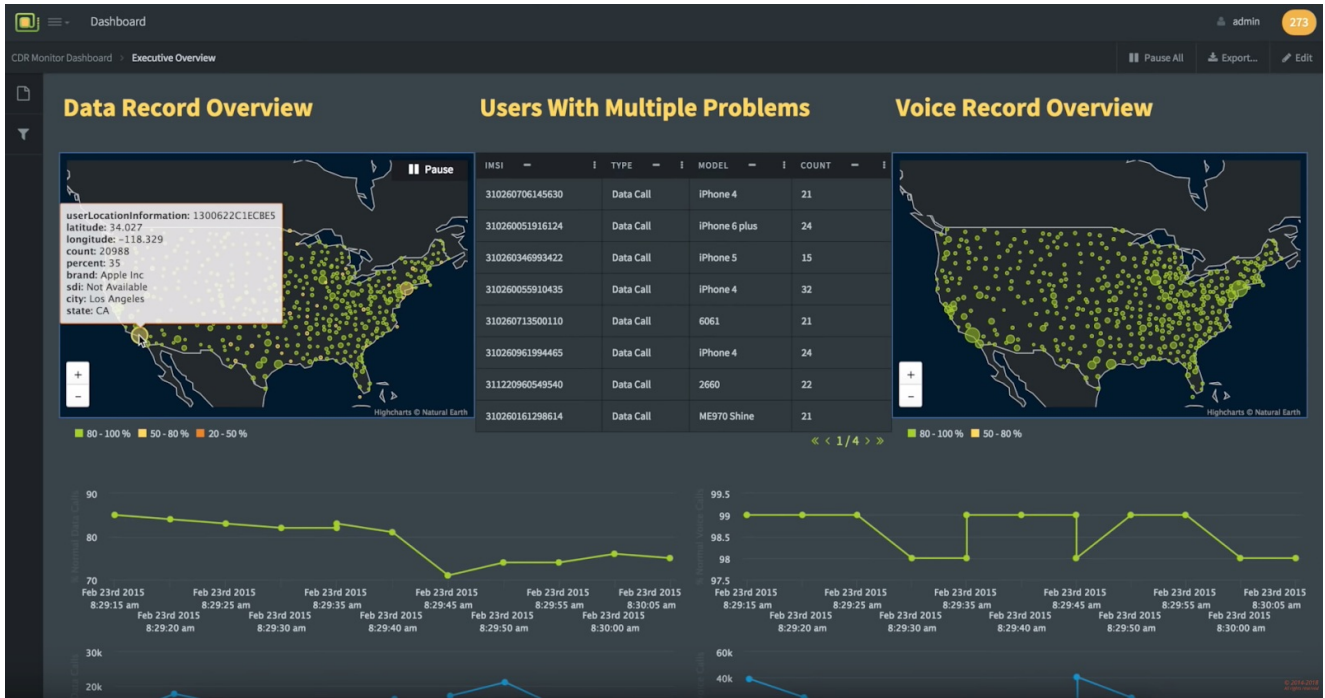 Dashboard
admin
273
CDR Monitor Dashboard > Executive Overview
Pause All
Export...
Edit
Data Record Overview
Users With Multiple Problems
Voice Record Overview
Pause
userLocationInformation: 1300622C1ECBE5
latitude: 34.027
longitude: -118.329
count: 20988
percent: 35
brand: Apple Inc
sdi: Not Available
city: Los Angeles
state: CA
+
-
Highcharts © Natural Earth
80 - 100 % 50 - 80 % 20 - 50 %
IMSI TYPE MODEL COUNT
310260706145630 Data Call iPhone 4 21
310260051916124 Data Call iPhone 6 plus 24
310260346993422 Data Call iPhone 5 15
310260055910435 Data Call iPhone 4 32
310260713500110 Data Call 6061 21
310260961994465 Data Call iPhone 4 24
311220960549540 Data Call 2660 22
310260161298614 Data Call ME970 Shine 21
« < 1/4 > »
+
-
Highcharts © Natural Earth
80 - 100 % 50 - 80 %
% Normal Data Calls
90
80
70
Feb 23rd 2015 8:29:15 am
Feb 23rd 2015 8:29:20 am
Feb 23rd 2015 8:29:25 am
Feb 23rd 2015 8:29:30 am
Feb 23rd 2015 8:29:35 am
Feb 23rd 2015 8:29:40 am
Feb 23rd 2015 8:29:45 am
Feb 23rd 2015 8:29:50 am
Feb 23rd 2015 8:29:55 am
Feb 23rd 2015 8:30:00 am
Feb 23rd 2015 8:30:05 am
% Normal Voice Calls
99.5
99
98.5
98
97.5
Feb 23rd 2015 8:29:15 am
Feb 23rd 2015 8:29:20 am
Feb 23rd 2015 8:29:25 am
Feb 23rd 2015 8:29:30 am
Feb 23rd 2015 8:29:35 am
Feb 23rd 2015 8:29:40 am
Feb 23rd 2015 8:29:45 am
Feb 23rd 2015 8:29:50 am
Feb 23rd 2015 8:29:55 am
Feb 23rd 2015 8:30:00 am
Feb 23rd 2015 8:30:05 am
30k
20k
60k
40k